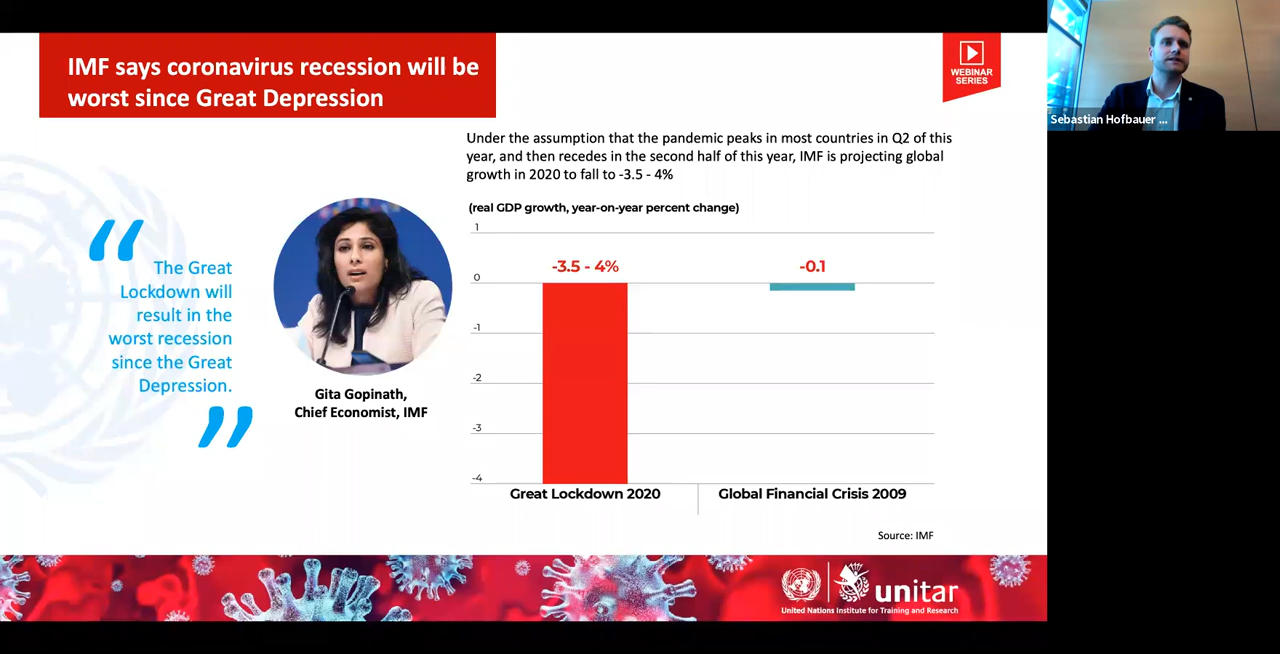 IMF says coronavirus recession will be
worst since Great Depression
WEBINAR
SERIES
Sebastian Hofbauer ...
Under the assumption that the pandemic peaks in most countries in Q2 of this
year, and then recedes in the second half of this year, IMF is projecting global
growth in 2020 to fall to -3.5 - 4%
“
The Great
Lockdown will
result in the
worst recession
since the Great
Depression.
”
Gita Gopinath,
Chief Economist, IMF
(real GDP growth, year-on-year percent change)
1
0
-1
-2
-3
-4
-3.5 - 4%
-0.1
Great Lockdown 2020
Global Financial Crisis 2009
Source: IMF
unitar
United Nations Institute for Training and Research